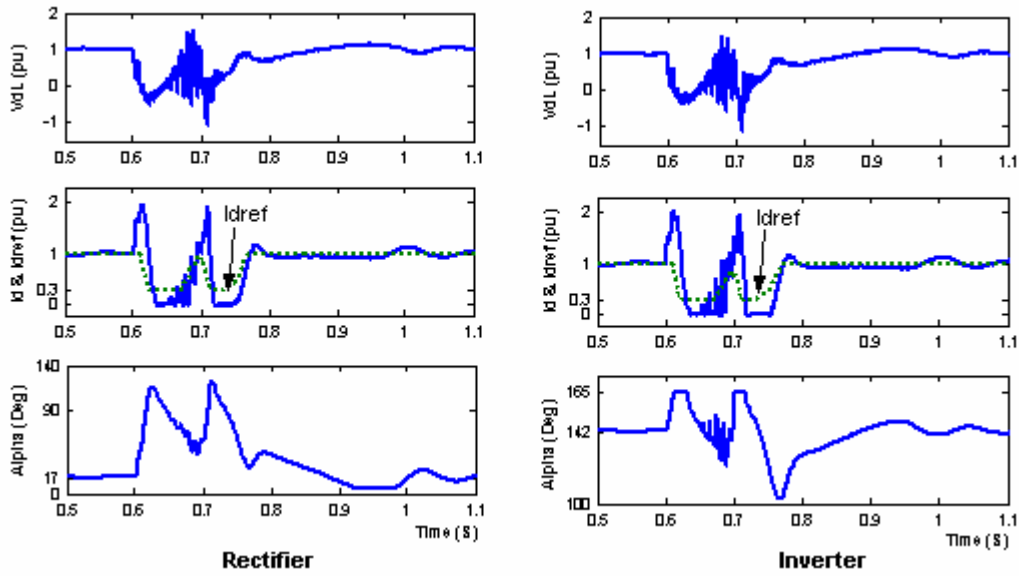 2
1
0
-1
VdL (pu)
0.5 0.6 0.7 0.8 0.9 1 1.1
2
1
0.3
0
Id & Idref (pu)
Idref
0.5 0.6 0.7 0.8 0.9 1 1.1
140
90
17
0
Alpha (Deg)
0.5 0.6 0.7 0.8 0.9 1 1.1
Time (S)
Rectifier
2
1
0
-1
VdL (pu)
0.5 0.6 0.7 0.8 0.9 1 1.1
2
1
0.3
0
Id & Idref (pu)
Idref
0.5 0.6 0.7 0.8 0.9 1 1.1
165
142
100
Alpha (Deg)
0.5 0.6 0.7 0.8 0.9 1 1.1
Time (S)
Inverter